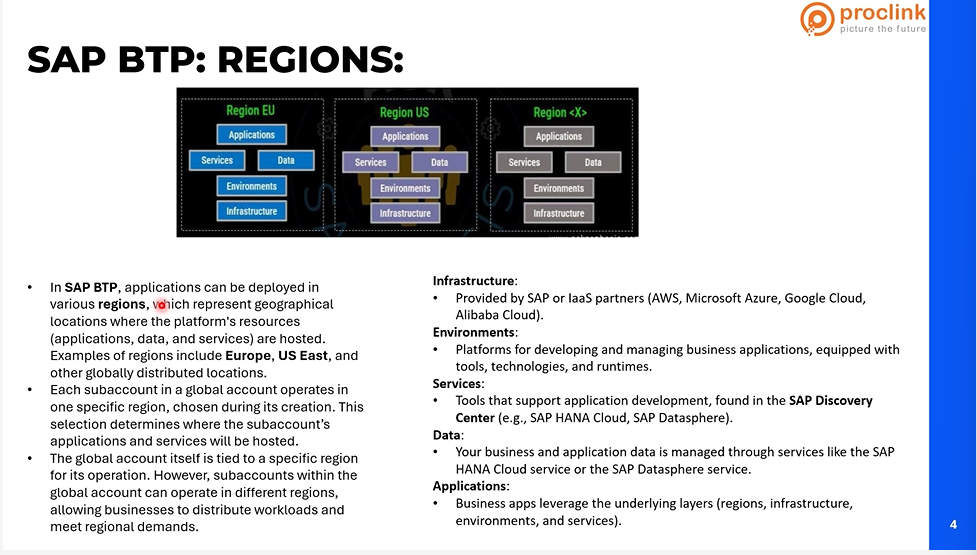 proclink
picture the future
SAP BTP: REGIONS:
Region EU
Applications
Services
Data
Environments
Infrastructure
Region US
Applications
Services
Data
Environments
Infrastructure
Region <X>
Applications
Services
Data
Environments
Infrastructure
• In SAP BTP, applications can be deployed in
various regions, which represent geographical
locations where the platform's resources
(applications, data, and services) are hosted.
Examples of regions include Europe, US East, and
other globally distributed locations.
• Each subaccount in a global account operates in
one specific region, chosen during its creation. This
selection determines where the subaccount's
applications and services will be hosted.
• The global account itself is tied to a specific region
for its operation. However, subaccounts within the
global account can operate in different regions,
allowing businesses to distribute workloads and
meet regional demands.
Infrastructure:
• Provided by SAP or IaaS partners (AWS, Microsoft Azure, Google Cloud,
Alibaba Cloud).
Environments:
• Platforms for developing and managing business applications, equipped with
tools, technologies, and runtimes.
Services:
• Tools that support application development, found in the SAP Discovery
Center (e.g., SAP HANA Cloud, SAP Datasphere).
Data:
• Your business and application data is managed through services like the SAP
HANA Cloud service or the SAP Datasphere service.
Applications:
• Business apps leverage the underlying layers (regions, infrastructure,
environments, and services).
4